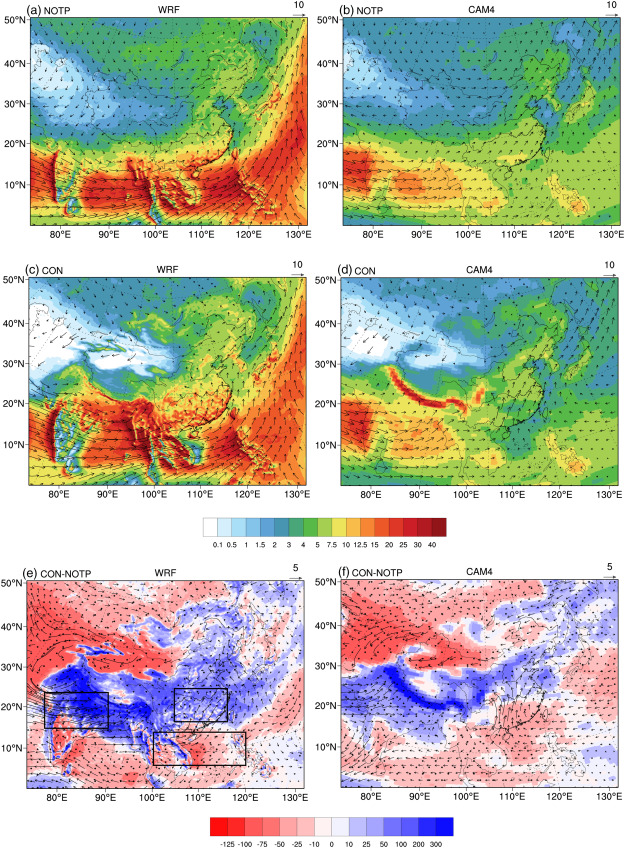 (a) NOTP WRF 10
(b) NOTP CAM4 10
50°N 50°N
40°N 40°N
30°N 30°N
20°N 20°N
10°N 10°N
80°E 90°E 100°E 110°E 120°E 130°E 80°E 90°E 100°E 110°E 120°E 130°E
(c) CON WRF 10
(d) CON CAM4 10
50°N 50°N
40°N 40°N
30°N 30°N
20°N 20°N
10°N 10°N
80°E 90°E 100°E 110°E 120°E 130°E 80°E 90°E 100°E 110°E 120°E 130°E
0.1 0.5 1 1.5 2 3 4 5 7.5 10 12.5 15 20 25 30 40
(e) CON-NOTP WRF 5
(f) CON-NOTP CAM4 5
50°N 50°N
40°N 40°N
30°N 30°N
20°N 20°N
10°N 10°N
80°E 90°E 100°E 110°E 120°E 130°E 80°E 90°E 100°E 110°E 120°E 130°E
-125 -100 -75 -50 -25 -10 0 10 25 50 100 200 300